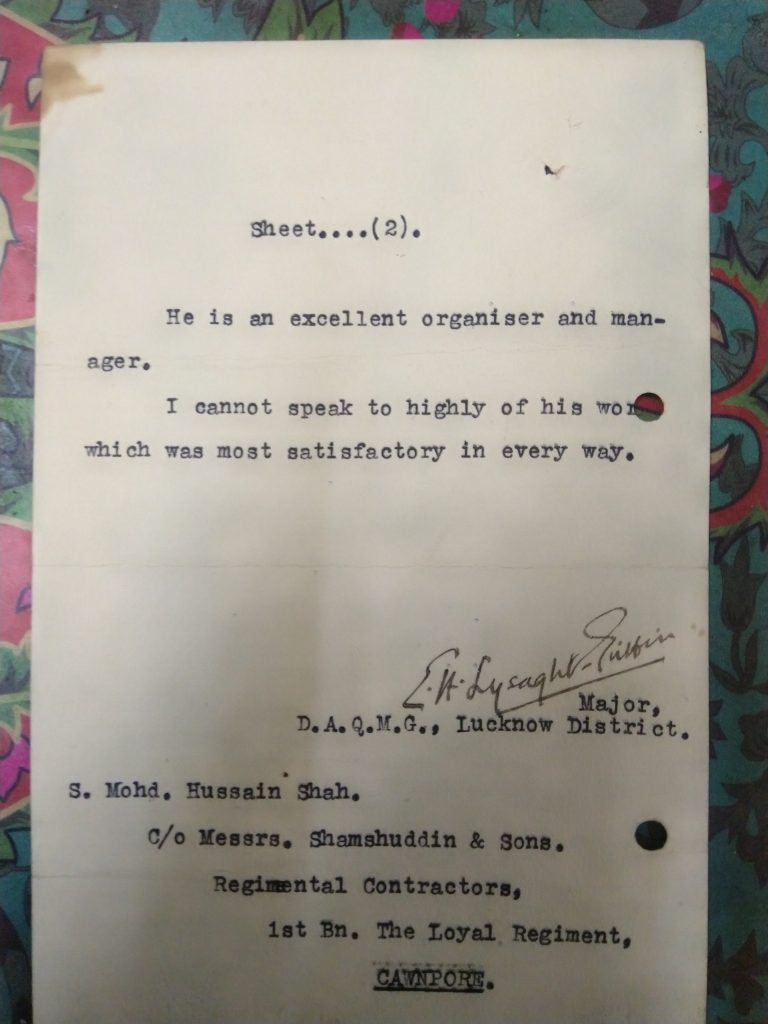 Sheet....(2).
He is an excellent organiser and man-
ager.
I cannot speak to highly of his
which was most satisfactory in every way.
E.H. Lysaght-Griffin
Major,
D.A.Q.M.G., Lucknow District.
S. Mohd. Hussain Shah.
C/o Messrs. Shamshuddin & Sons.
Regimental Contractors,
1st Bn. The Loyal Regiment,
CAWNPORE.